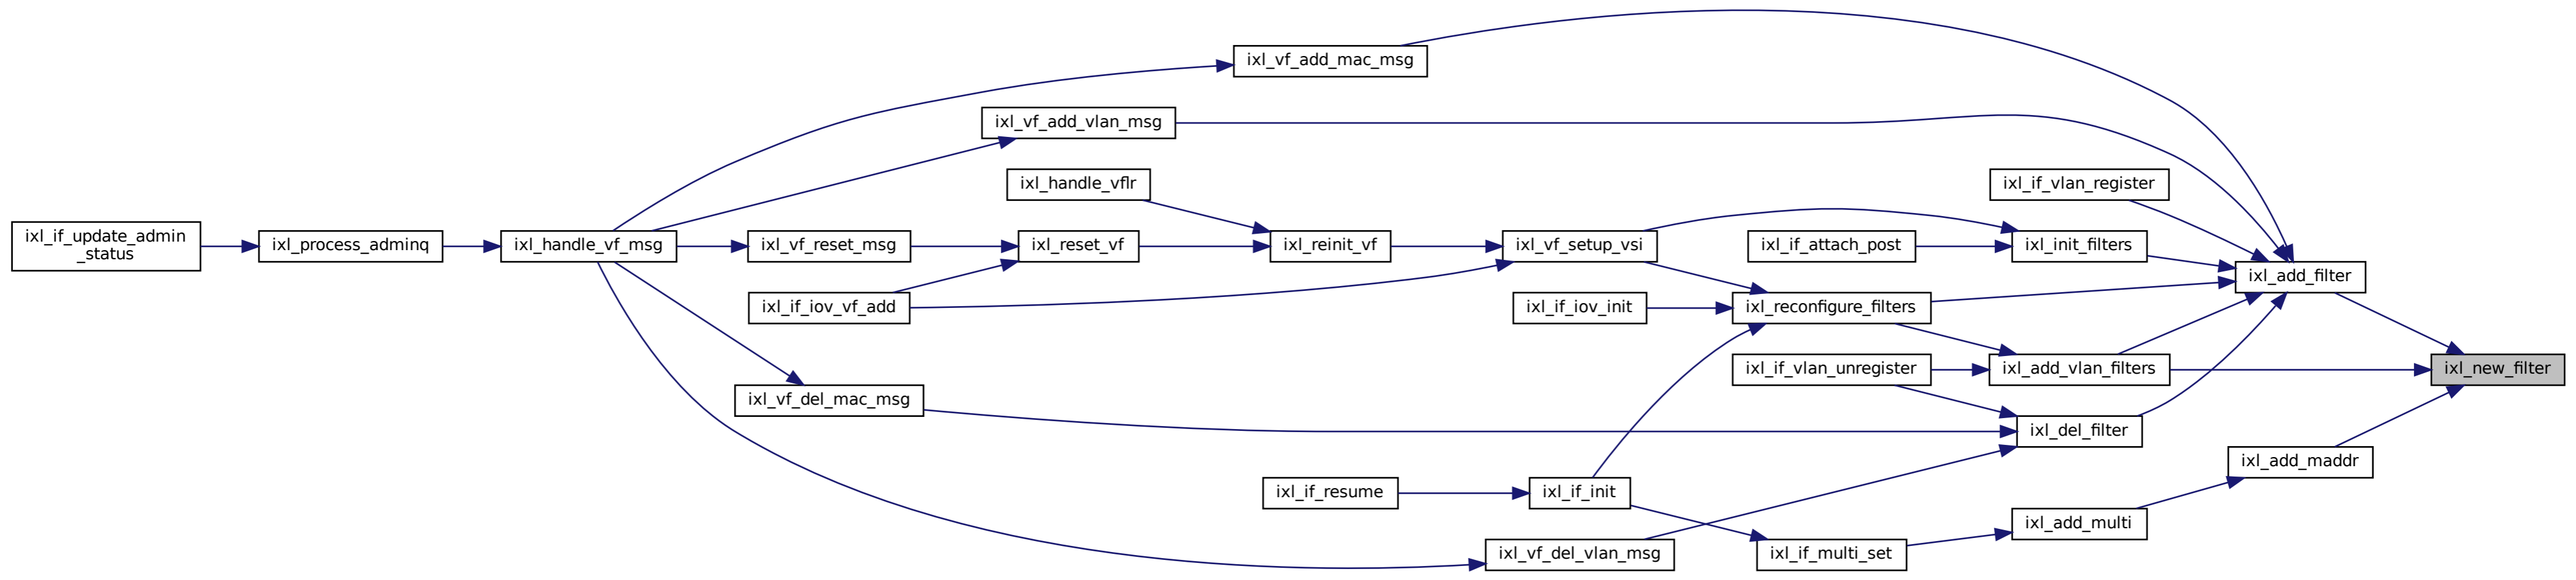 ixl_vf_add_mac_msg
ixl_vf_add_vlan_msg
ixl_handle_vflr
ixl_if_vlan_register
ixl_if_update_admin
_status
ixl_process_adminq
ixl_handle_vf_msg
ixl_vf_reset_msg
ixl_reset_vf
ixl_reinit_vf
ixl_vf_setup_vsi
ixl_if_attach_post
ixl_init_filters
ixl_add_filter
ixl_if_iov_vf_add
ixl_if_iov_init
ixl_reconfigure_filters
ixl_if_vlan_unregister
ixl_add_vlan_filters
ixl_new_filter
ixl_vf_del_mac_msg
ixl_del_filter
ixl_add_maddr
ixl_if_resume
ixl_if_init
ixl_add_multi
ixl_vf_del_vlan_msg
ixl_if_multi_set